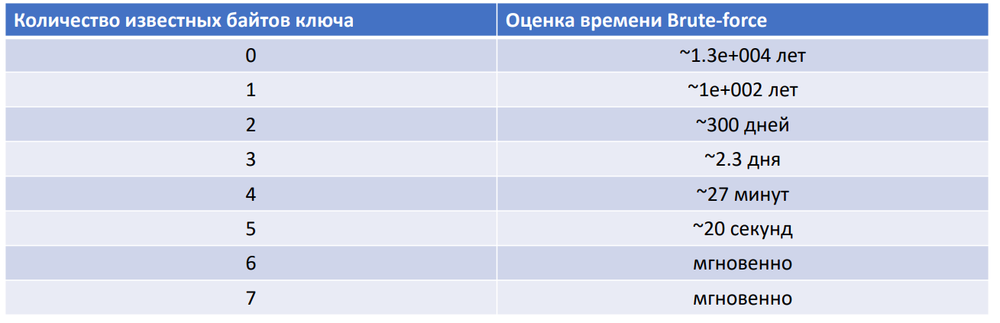 Количество известных байтов ключа Оценка времени Brute-force
0 ~1.3e+004 лет
1 ~1e+002 лет
2 ~300 дней
3 ~2.3 дня
4 ~27 минут
5 ~20 секунд
6 мгновенно
7 мгновенно